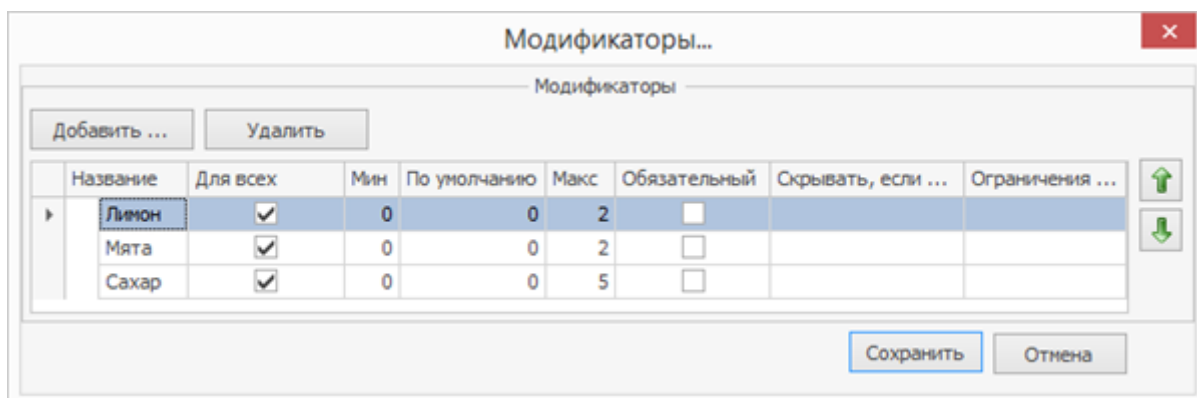 Модификаторы...
Модификаторы
Добавить ... Удалить
Название Для всех Мин По умолчанию Макс Обязательный Скрывать, если ... Ограничения ...
Лимон 0 0 2
Мята 0 0 2
Сахар 0 0 5
Сохранить Отмена